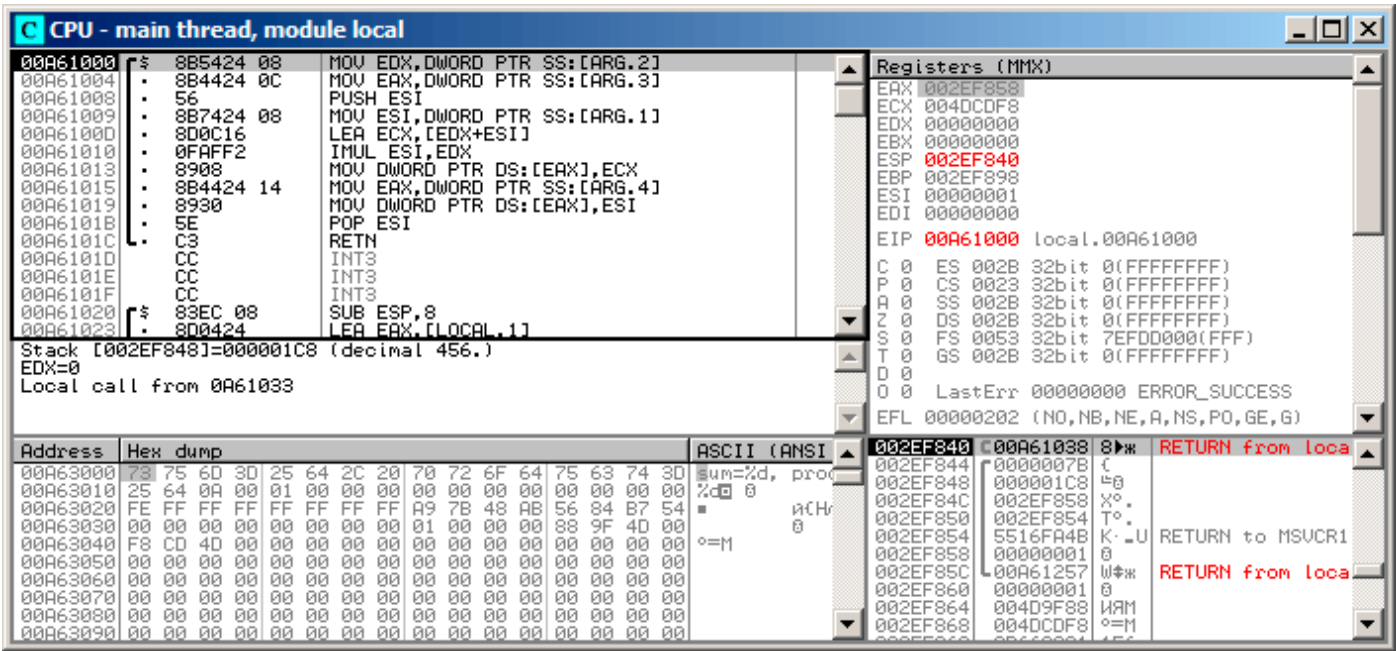 C CPU - main thread, module local
00A61000 $ 8B5424 08 MOV EDX,DWORD PTR SS:[ARG.2]
00A61004 . 8B4424 0C MOV EAX,DWORD PTR SS:[ARG.3]
00A61008 . 56 PUSH ESI
00A61009 . 8B7424 08 MOV ESI,DWORD PTR SS:[ARG.1]
00A6100D . 8D0C16 LEA ECX,[EDX+ESI]
00A61010 . 0FAFF2 IMUL ESI,EDX
00A61013 . 8908 MOV DWORD PTR DS:[EAX],ECX
00A61015 . 8B4424 14 MOV EAX,DWORD PTR SS:[ARG.4]
00A61019 . 8930 MOV DWORD PTR DS:[EAX],ESI
00A6101B . 5E POP ESI
00A6101C . C3 RETN
00A6101D CC INT3
00A6101E CC INT3
00A6101F CC INT3
00A61020 $ 83EC 08 SUB ESP,8
00A61023 . 8D0424 LEA EAX,[LOCAL.1]
Stack [002EF848]=000001C8 (decimal 456.)
EDX=0
Local call from 0A61033
Registers (MMX)
EAX 002EF858
ECX 004DCDF8
EDX 00000000
EBX 00000000
ESP 002EF840
EBP 002EF898
ESI 00000001
EDI 00000000
EIP 00A61000 local.00A61000
C 0 ES 002B 32bit 0(FFFFFFFF)
P 0 CS 0023 32bit 0(FFFFFFFF)
A 0 SS 002B 32bit 0(FFFFFFFF)
Z 0 DS 002B 32bit 0(FFFFFFFF)
S 0 FS 0053 32bit 7EFDD000(FFF)
T 0 GS 002B 32bit 0(FFFFFFFF)
D 0
O 0 LastErr 00000000 ERROR_SUCCESS
EFL 00000202 (NO,NB,NE,A,NS,PO,GE,G)
Address Hex dump ASCII (ANSI
00A63000 73 75 6D 3D 25 64 2C 20 70 72 6F 64 75 63 74 3D sum=%d, pro
00A63010 25 64 0A 00 01 00 00 00 00 00 00 00 00 00 00 00 %d
00A63020 FE FF FF FF FF FF FF FF A9 7B 48 AB 56 84 B7 54
00A63030 00 00 00 00 00 00 00 00 01 00 00 00 88 9F 4D 00
00A63040 F8 CD 4D 00 00 00 00 00 00 00 00 00 00 00 00 00 °=M
00A63050 00 00 00 00 00 00 00 00 00 00 00 00 00 00 00 00
00A63060 00 00 00 00 00 00 00 00 00 00 00 00 00 00 00 00
00A63070 00 00 00 00 00 00 00 00 00 00 00 00 00 00 00 00
00A63080 00 00 00 00 00 00 00 00 00 00 00 00 00 00 00 00
00A63090 00 00 00 00 00 00 00 00 00 00 00 00 00 00 00 00
002EF840 00A61038 8►ж RETURN from loca
002EF844 0000007B {
002EF848 000001C8
002EF84C 002EF858 X°.
002EF850 002EF854 T°.
002EF854 5516FA4B RETURN to MSVCR1
002EF858 00000001
002EF85C 00A61257 W‡ж RETURN from loca
002EF860 00000001
002EF864 004D9F88 ИЯM
002EF868 004DCDF8 °=M